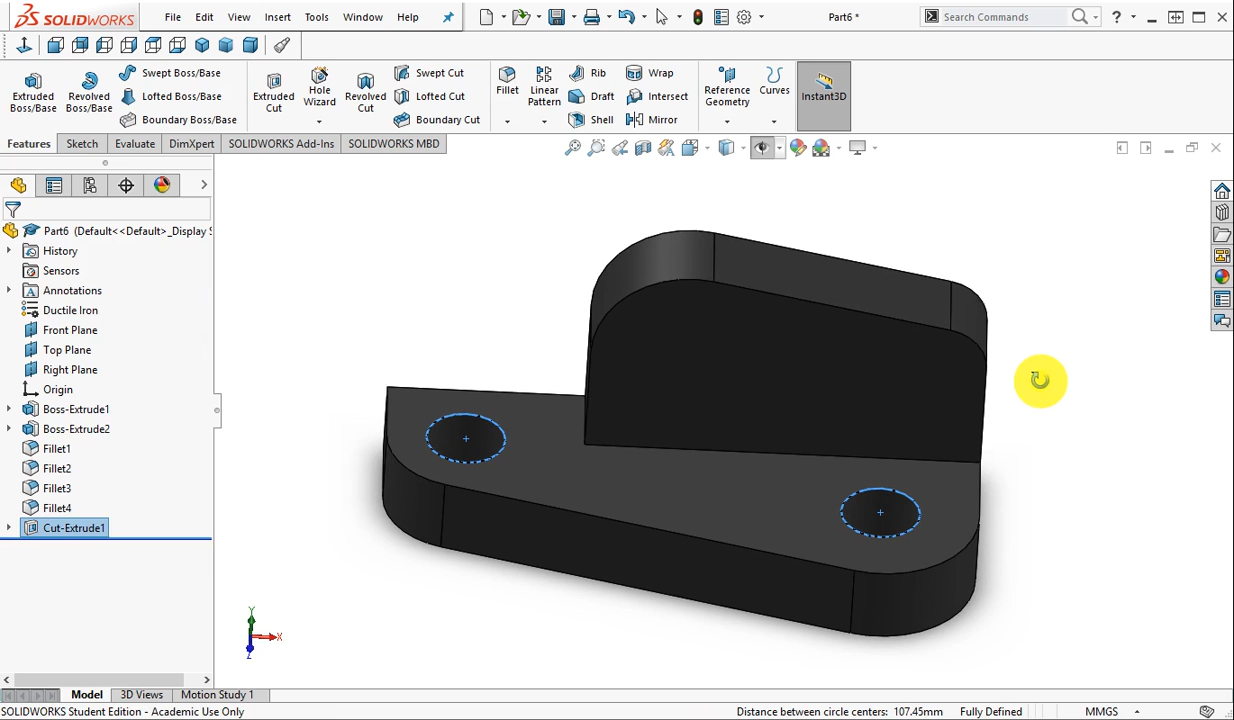 SOLIDWORKS File Edit View Insert Tools Window Help Part6 * Search Commands ?
Extruded Boss/Base
Revolved Boss/Base
Swept Boss/Base
Lofted Boss/Base
Boundary Boss/Base
Extruded Cut
Hole Wizard
Revolved Cut
Swept Cut
Lofted Cut
Boundary Cut
Fillet
Linear Pattern
Rib
Draft
Shell
Wrap
Intersect
Mirror
Reference Geometry
Curves
Instant3D
Features Sketch Evaluate DimXpert SOLIDWORKS Add-Ins SOLIDWORKS MBD
Part6 (Default<<Default>_Display S
History
Sensors
Annotations
Ductile Iron
Front Plane
Top Plane
Right Plane
Origin
Boss-Extrude1
Boss-Extrude2
Fillet1
Fillet2
Fillet3
Fillet4
Cut-Extrude1
Y
X
Z
Model 3D Views Motion Study 1
SOLIDWORKS Student Edition - Academic Use Only Distance between circle centers: 107.45mm Fully Defined MMGS